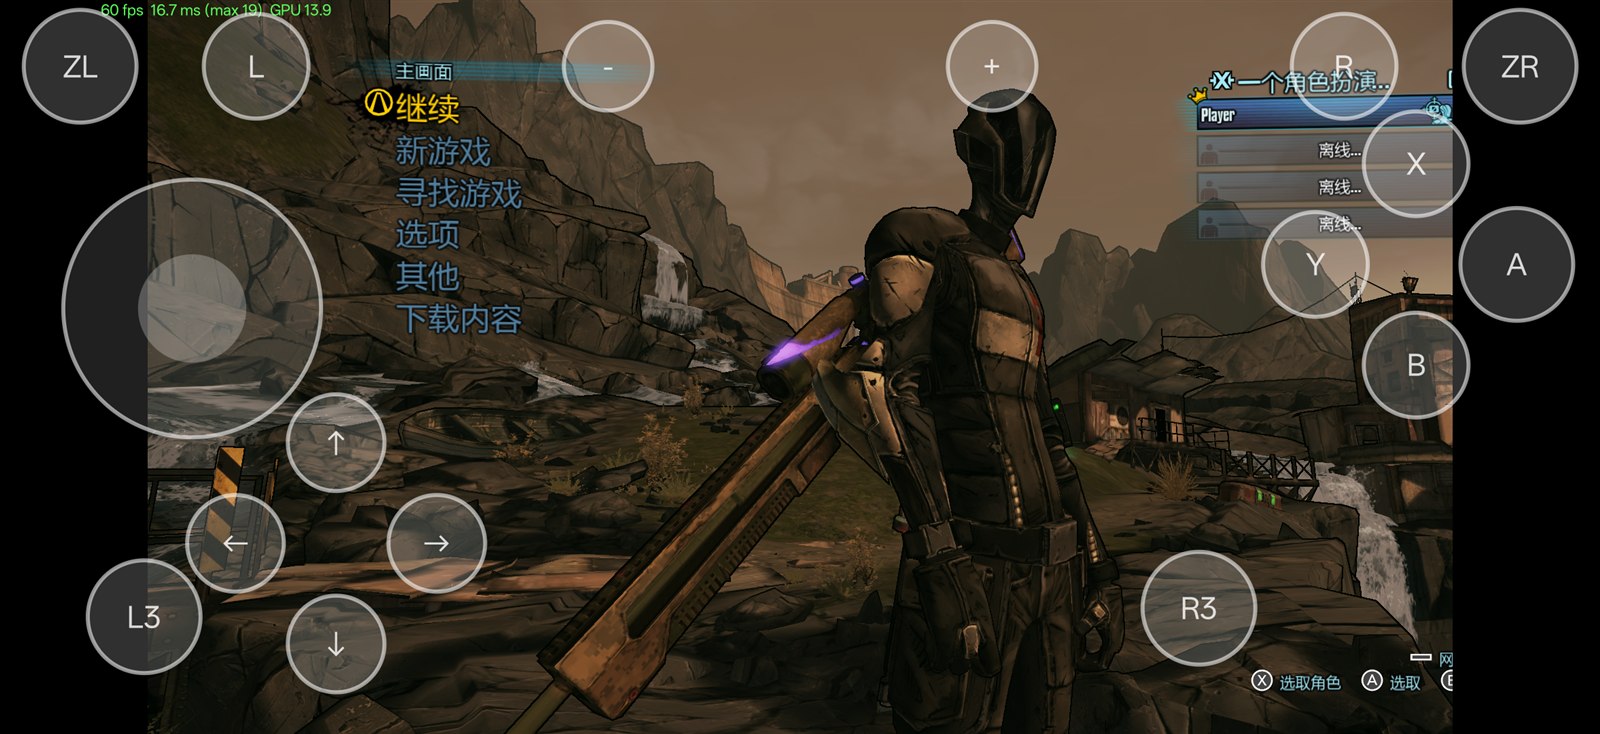 60 fps 16.7 ms (max 19) GPU 13.9
ZL
L
-
+
R
ZR
主画面
继续
新游戏
寻找游戏
选项
其他
下载内容
一个角色扮演...
Player
离线...
离线...
离线...
X
Y
A
B
↑
←
→
↓
L3
R3
网
X 选取角色
A 选取